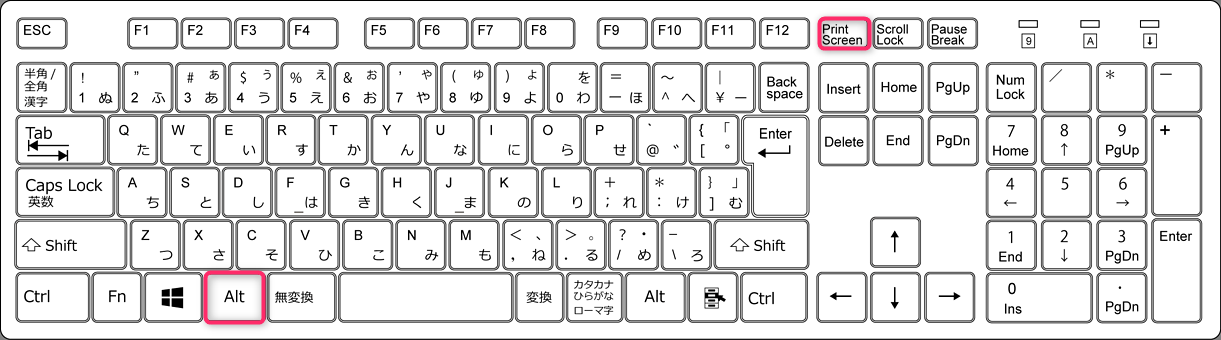 ESC F1 F2 F3 F4 F5 F6 F7 F8 F9 F10 F11 F12 Print Screen Scroll Lock Pause Break 9 A ↓
半角/全角 漢字 ! 1 ぬ ” 2 ふ # ぁ 3 あ $ ぅ 4 う % ぇ 5 え & ぉ 6 お ’ ゃ 7 や ( ゅ 8 ゆ ) ょ 9 よ を 0 わ = ー ほ ～ ^ へ | ¥ ー Back space Insert Home PgUp Num Lock ／ ＊ －
Tab Q た W て E い R す T か Y ん U な I に O ら P せ ` @ ゛ { 「 [ ° Enter Delete End PgDn 7 Home 8 ↑ 9 PgUp +
Caps Lock 英数 A ち S と D し F _は G き H く J _ま K の L り + ; れ * : け } 」 ] む 4 ← 5 6 →
Shift Z つ X さ C そ V ひ B こ N み M も < 、 , ね > 。 . る ? ・ / め _ \ ろ Shift ↑ 1 End 2 ↓ 3 PgDn Enter
Ctrl Fn Alt 無変換 変換 カタカナ ひらがな ローマ字 Alt Ctrl ← ↓ → 0 Ins . PgDn